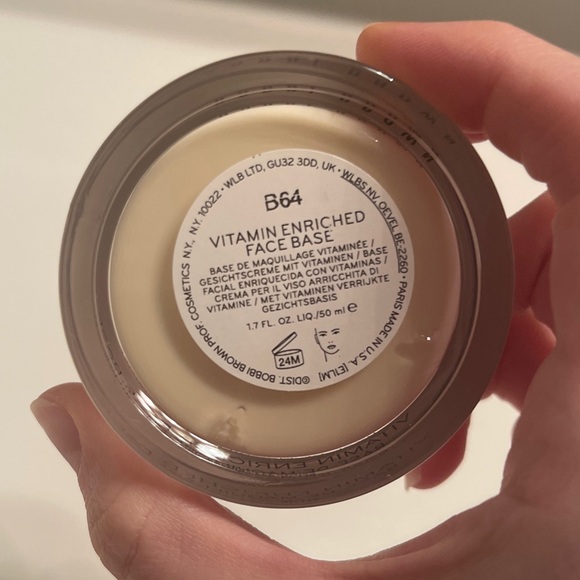 B64
VITAMIN ENRICHED
FACE BASE
BASE DE MAQUILLAGE VITAMINÉE /
GESICHTSCREME MIT VITAMINEN / BASE
FACIAL ENRIQUECIDA CON VITAMINAS /
CREMA PER IL VISO ARRICCHITA DI
VITAMINE / MET VITAMINEN VERRIJKTE
GEZICHTSBASIS
1.7 FL. OZ. LIQ./50 ml e
24M
©DIST. BOBBI BROWN PROF. COSMETICS N.Y., N.Y. 10022 • WLB LTD, GU32 3DD, UK • WLBS NV, OEVEL BE-2260 • PARIS MADE IN U.S.A. [EILM]